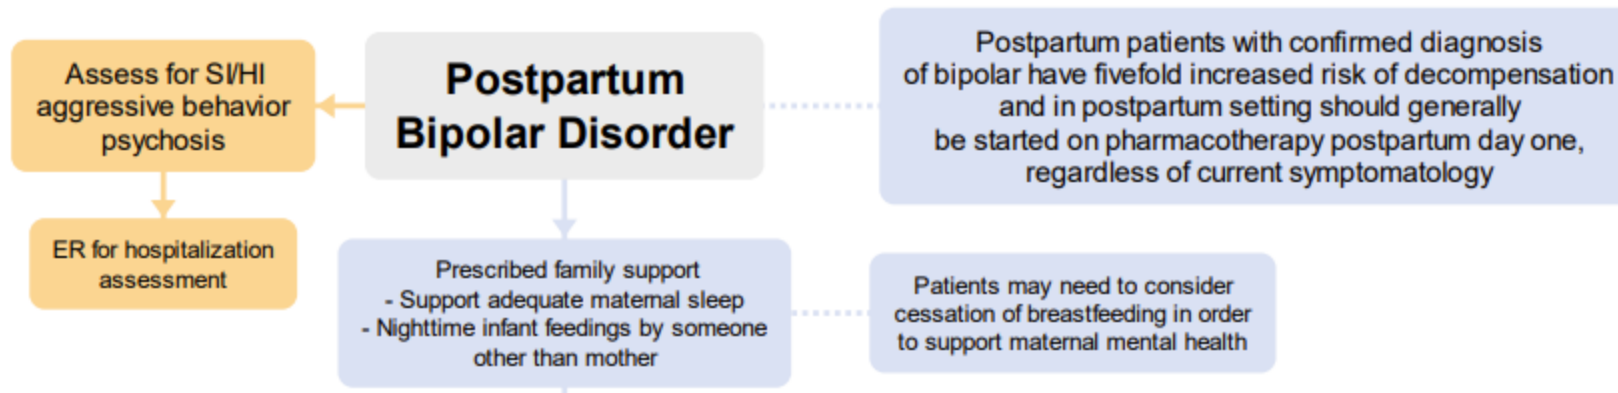 Postpartum
Bipolar Disorder
Assess for SI/HI
aggressive behavior
psychosis
ER for hospitalization
assessment
Postpartum patients with confirmed diagnosis
of bipolar have fivefold increased risk of decompensation
and in postpartum setting should generally
be started on pharmacotherapy postpartum day one,
regardless of current symptomatology
Prescribed family support
- Support adequate maternal sleep
- Nighttime infant feedings by someone
other than mother
Patients may need to consider
cessation of breastfeeding in order
to support maternal mental health